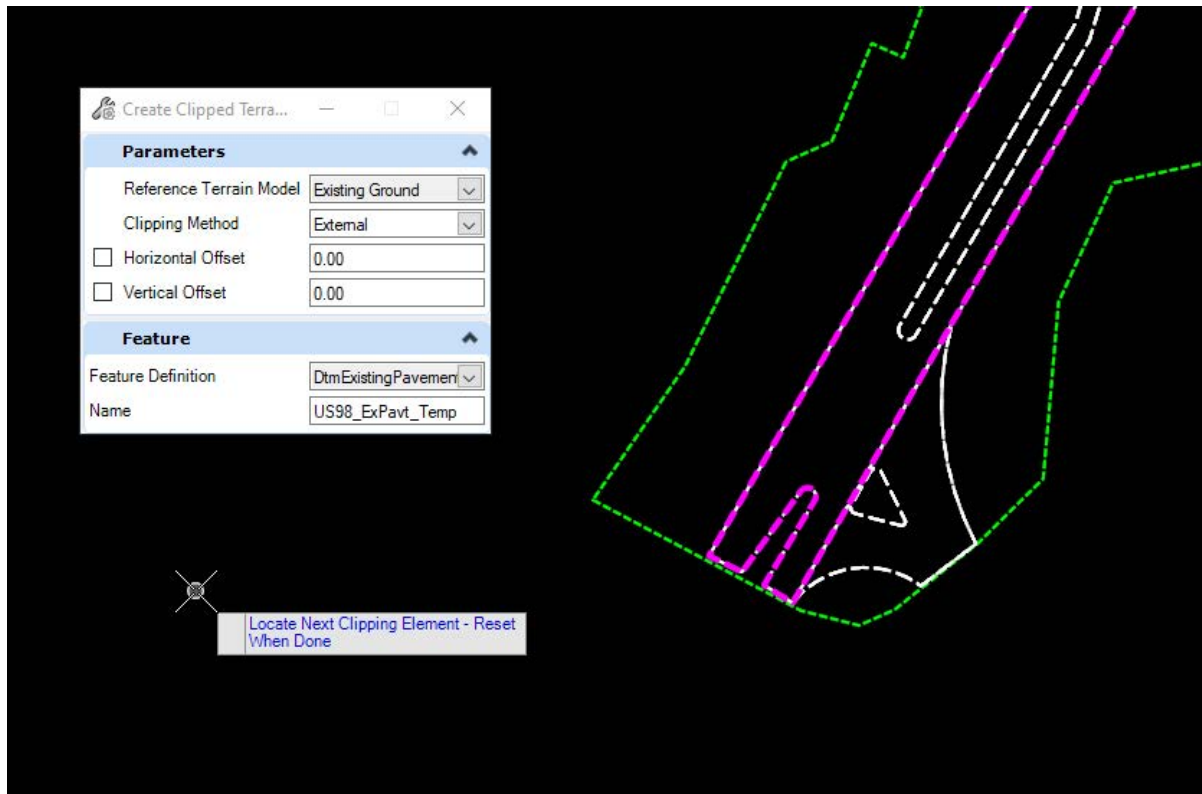 Create Clipped Terra...
Parameters
Reference Terrain Model Existing Ground
Clipping Method External
Horizontal Offset 0.00
Vertical Offset 0.00
Feature
Feature Definition DtmExistingPavement
Name US98_ExPavt_Temp
Locate Next Clipping Element - Reset
When Done